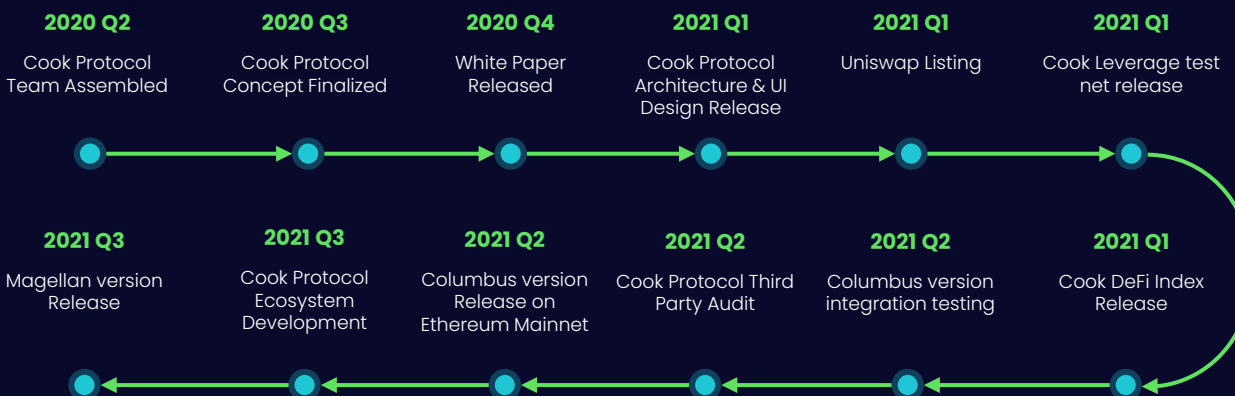 2020 Q2
Cook Protocol
Team Assembled
2020 Q3
Cook Protocol
Concept Finalized
2020 Q4
White Paper
Released
2021 Q1
Cook Protocol
Architecture & UI
Design Release
2021 Q1
Uniswap Listing
2021 Q1
Cook Leverage test
net release
2021 Q1
Cook DeFi Index
Release
2021 Q2
Columbus version
integration testing
2021 Q2
Cook Protocol Third
Party Audit
2021 Q2
Columbus version
Release on
Ethereum Mainnet
2021 Q3
Cook Protocol
Ecosystem
Development
2021 Q3
Magellan version
Release